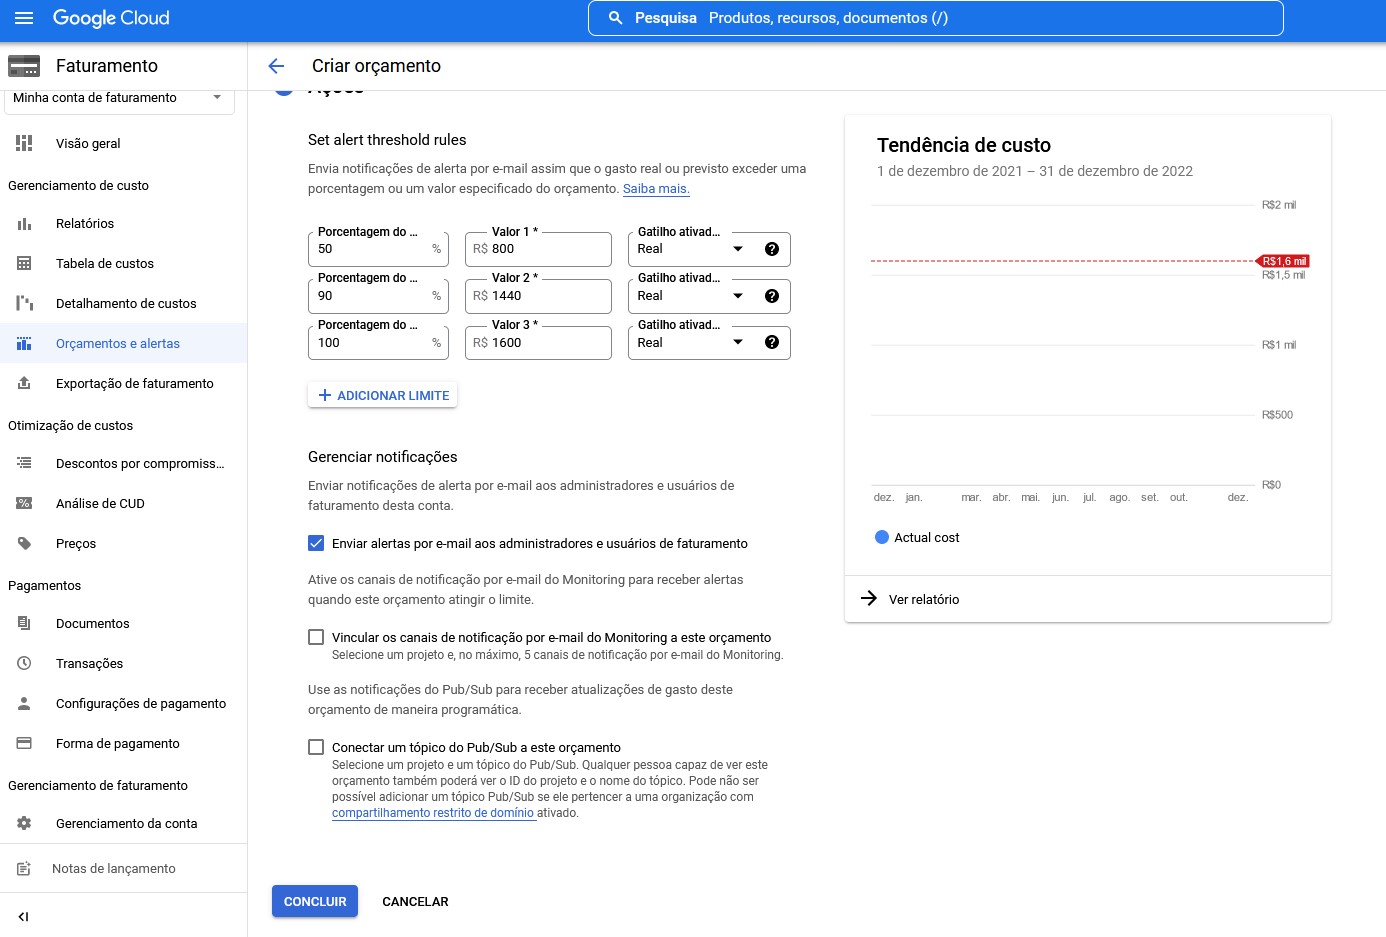 Google Cloud
Pesquisa Produtos, recursos, documentos (/)
Faturamento
Criar orçamento
Minha conta de faturamento
Visão geral
Gerenciamento de custo
Relatórios
Tabela de custos
Detalhamento de custos
Orçamentos e alertas
Exportação de faturamento
Otimização de custos
Descontos por compromiss...
Análise de CUD
Preços
Pagamentos
Documentos
Transações
Configurações de pagamento
Forma de pagamento
Gerenciamento de faturamento
Gerenciamento da conta
Notas de lançamento
Ações
Set alert threshold rules
Envia notificações de alerta por e-mail assim que o gasto real ou previsto exceder uma
porcentagem ou um valor especificado do orçamento. Saiba mais.
Porcentagem do ... Valor 1 * Gatilho ativad...
50 % R$ 800 Real
Porcentagem do ... Valor 2 * Gatilho ativad...
90 % R$ 1440 Real
Porcentagem do ... Valor 3 * Gatilho ativad...
100 % R$ 1600 Real
+ ADICIONAR LIMITE
Gerenciar notificações
Enviar notificações de alerta por e-mail aos administradores e usuários de
faturamento desta conta.
Enviar alertas por e-mail aos administradores e usuários de faturamento
Ative os canais de notificação por e-mail do Monitoring para receber alertas
quando este orçamento atingir o limite.
Vincular os canais de notificação por e-mail do Monitoring a este orçamento
Selecione um projeto e, no máximo, 5 canais de notificação por e-mail do Monitoring.
Use as notificações do Pub/Sub para receber atualizações de gasto deste
orçamento de maneira programática.
Conectar um tópico do Pub/Sub a este orçamento
Selecione um projeto e um tópico do Pub/Sub. Qualquer pessoa capaz de ver este
orçamento também poderá ver o ID do projeto e o nome do tópico. Pode não ser
possível adicionar um tópico Pub/Sub se ele pertencer a uma organização com
compartilhamento restrito de domínio ativado.
CONCLUIR CANCELAR
Tendência de custo
1 de dezembro de 2021 – 31 de dezembro de 2022
R$2 mil
R$1,6 mil
R$1,5 mil
R$1 mil
R$500
R$0
dez. jan. mar. abr. mai. jun. jul. ago. set. out. dez.
Actual cost
Ver relatório